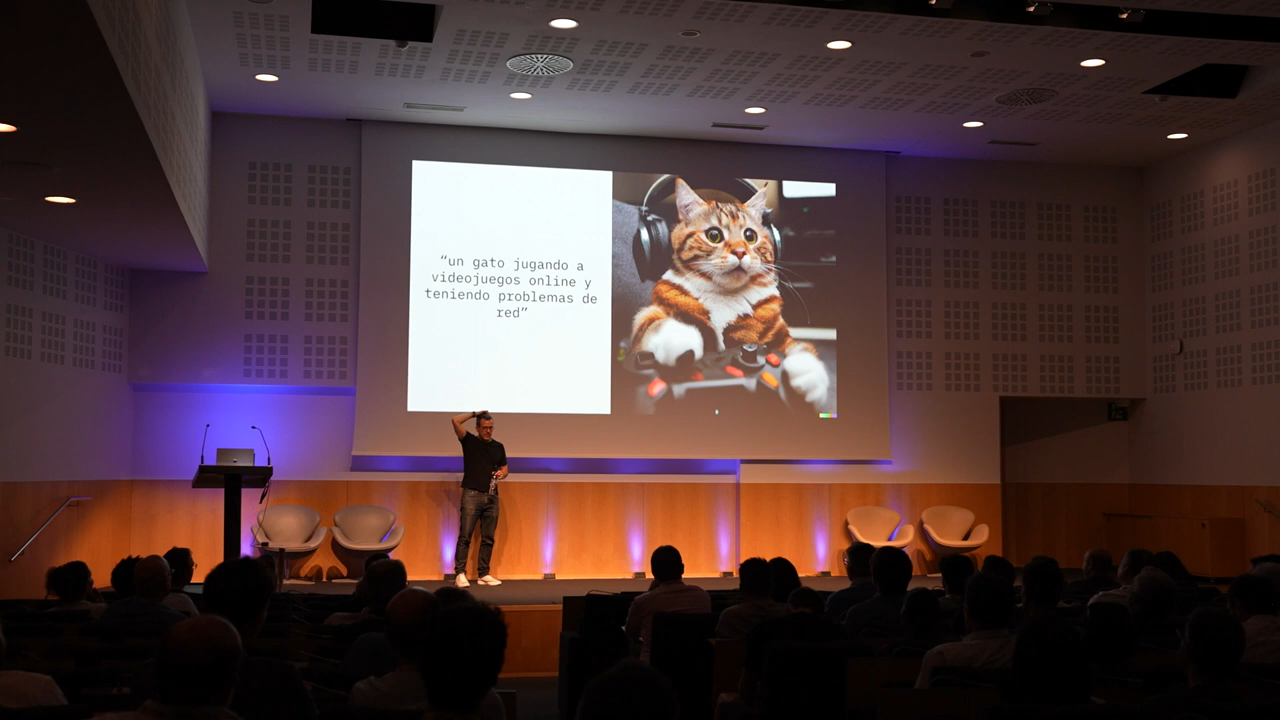 “un gato jugando a
videojuegos online y
teniendo problemas de
red”